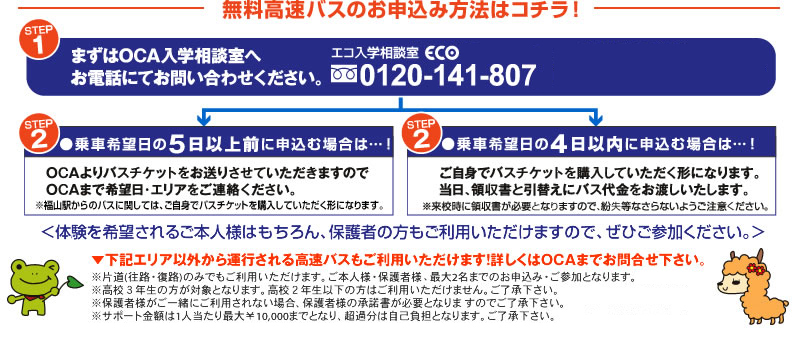 無料高速バスのお申込み方法はコチラ！
STEP
1
まずはOCA入学相談室へ
お電話にてお問い合わせください。
エコ入学相談室 ECO
0120-141-807
STEP
2
●乗車希望日の5日以上前に申込む場合は…！
OCAよりバスチケットをお送りさせていただきますので
OCAまで希望日・エリアをご連絡ください。
※福山駅からのバスに関しては、ご自身でバスチケットを購入していただく形になります。
STEP
2
●乗車希望日の4日以内に申込む場合は…！
ご自身でバスチケットを購入していただく形になります。
当日、領収書と引替えにバス代金をお渡しいたします。
※来校時に領収書が必要となりますので、紛失等なさらないようご注意ください。
＜体験を希望されるご本人様はもちろん、保護者の方もご利用いただけますので、ぜひご参加ください。＞
▼下記エリア以外から運行される高速バスもご利用いただけます!詳しくはOCAまでお問合せ下さい。
※片道(往路・復路)のみでもご利用いただけます。ご本人様・保護者様、最大2名までのお申込み・ご参加となります。
※高校3年生の方が対象となります。高校2年生以下の方はご利用いただけません。ご了承下さい。
※保護者様がご一緒にご利用されない場合、保護者様の承諾書が必要となりますのでご了承下さい。
※サポート金額は1人当たり最大￥10,000までとなり、超過分は自己負担となります。ご了承下さい。